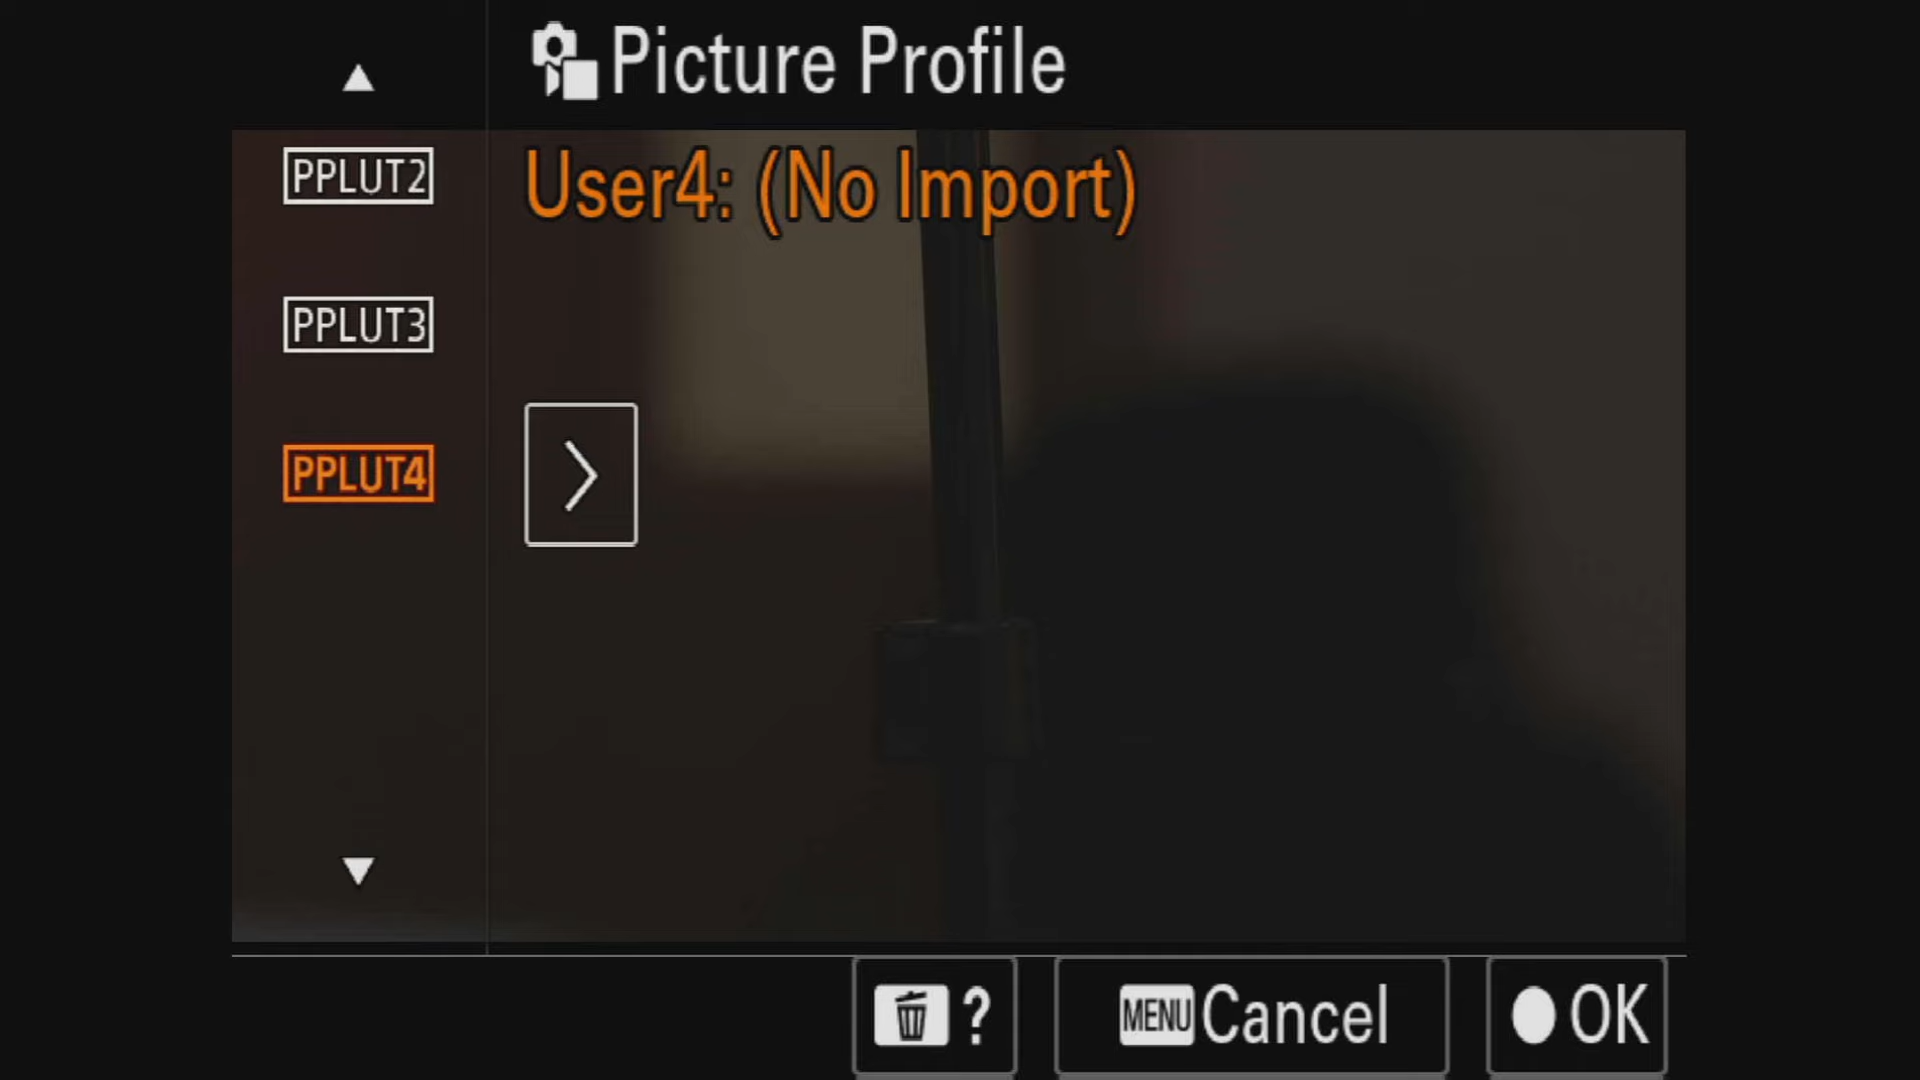 Picture Profile
PPLUT2
User4: (No Import)
PPLUT3
PPLUT4
? MENU Cancel OK